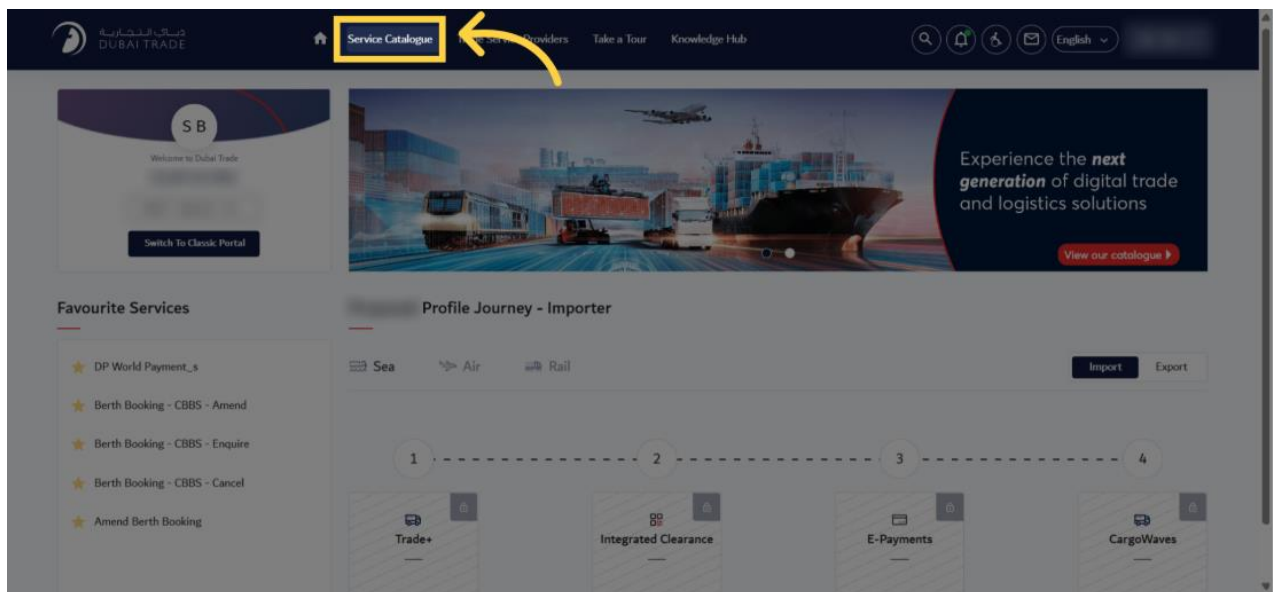 دبي التجارية
DUBAI TRADE
Service Catalogue
Providers
Take a Tour
Knowledge Hub
English
S B
Welcome to Dubai Trade
Switch To Classic Portal
Experience the next
generation of digital trade
and logistics solutions
View our catalogue
Favourite Services
Profile Journey - Importer
DP World Payment_s
Berth Booking - CBBS - Amend
Berth Booking - CBBS - Enquire
Berth Booking - CBBS - Cancel
Amend Berth Booking
Sea
Air
Rail
Import
Export
1
2
3
4
Trade+
Integrated Clearance
E-Payments
CargoWaves